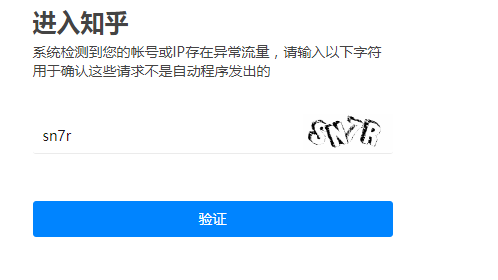 进入知乎
系统检测到您的帐号或IP存在异常流量，请输入以下字符
用于确认这些请求不是自动程序发出的
sn7r
SN7R
验证